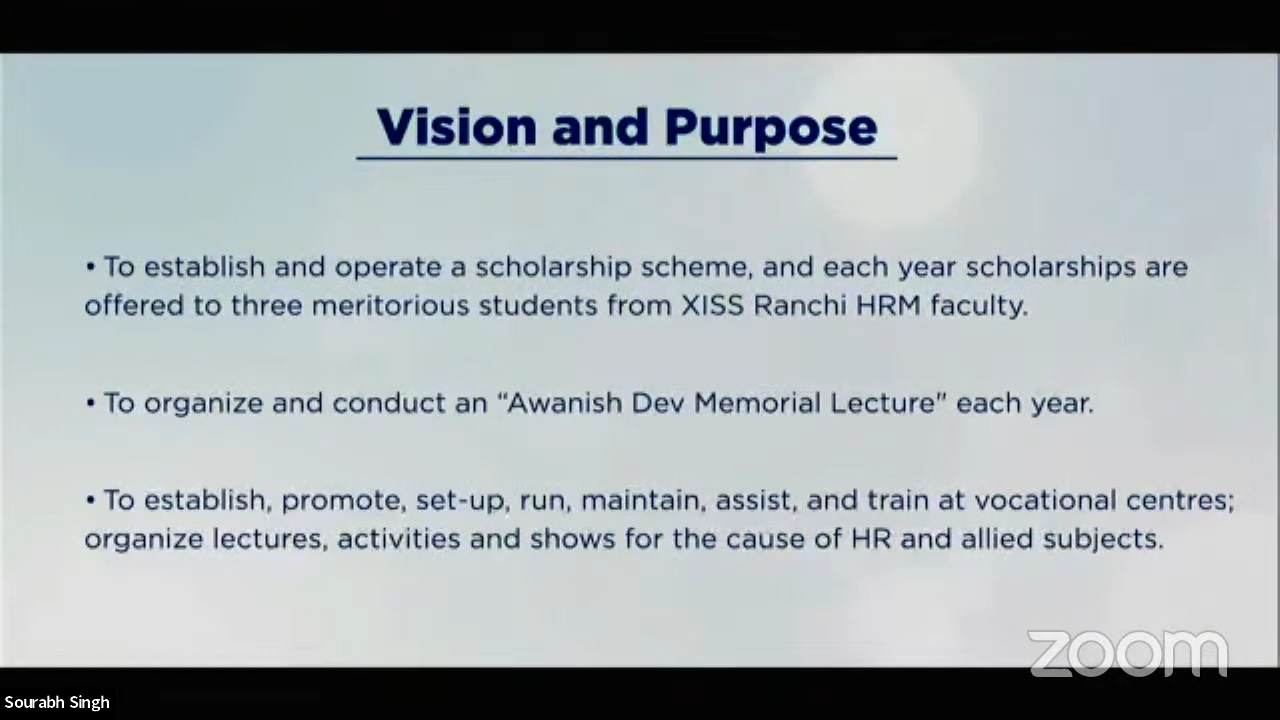 Vision and Purpose
• To establish and operate a scholarship scheme, and each year scholarships are
offered to three meritorious students from XISS Ranchi HRM faculty.
• To organize and conduct an “Awanish Dev Memorial Lecture" each year.
• To establish, promote, set-up, run, maintain, assist, and train at vocational centres;
organize lectures, activities and shows for the cause of HR and allied subjects.
zoom
Sourabh Singh